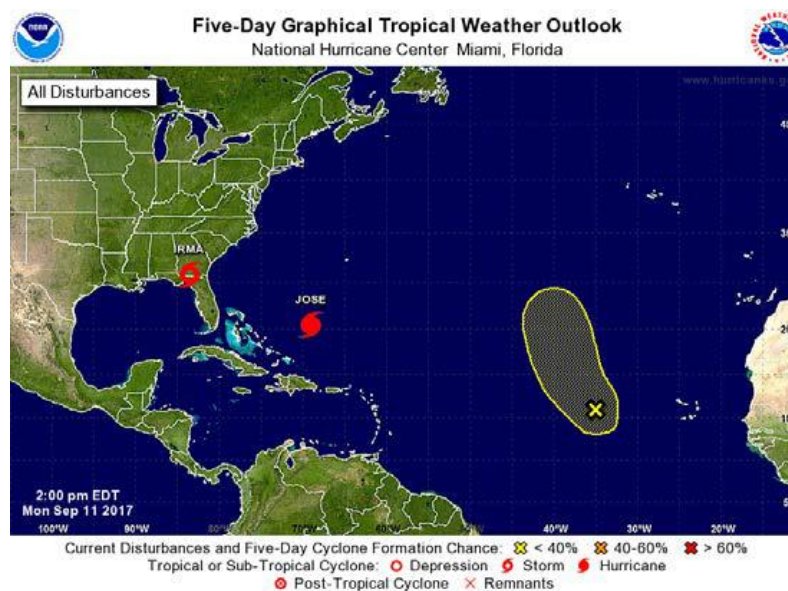 Five-Day Graphical Tropical Weather Outlook
National Hurricane Center Miami, Florida
NOAA
All Disturbances
IRMA
JOSE
2:00 pm EDT
Mon Sep 11 2017
100°W 90°W 80°W 70°W 60°W 40°W 30°W 20°W
Current Disturbances and Five-Day Cyclone Formation Chance: < 40% 40-60% > 60%
Tropical or Sub-Tropical Cyclone: Depression Storm Hurricane
Post-Tropical Cyclone Remnants